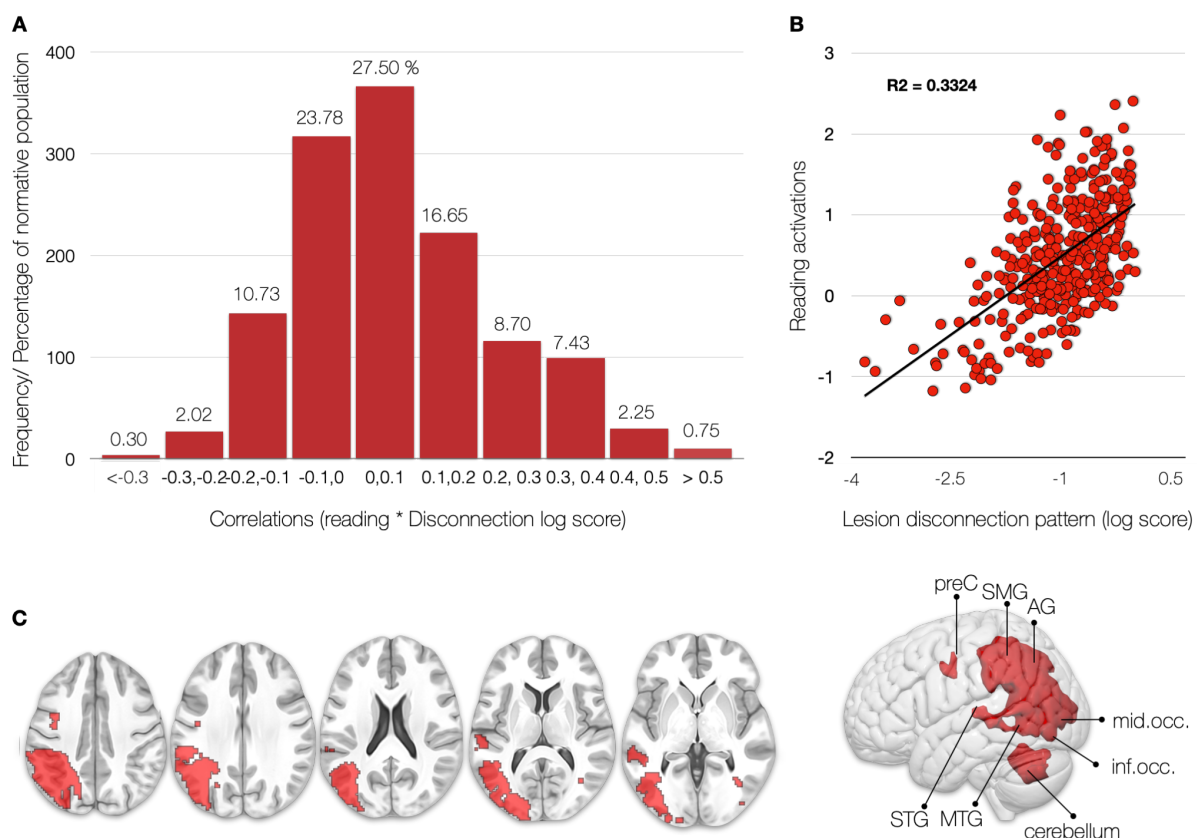 A
Frequency/ Percentage of normative population
400
300
200
100
0
0.30
2.02
10.73
23.78
27.50 %
16.65
8.70
7.43
2.25
0.75
<-0.3
-0.3,-0.2
-0.2,-0.1
-0.1,0
0,0.1
0.1,0.2
0.2, 0.3
0.3, 0.4
0.4, 0.5
> 0.5
Correlations (reading * Disconnection log score)
B
Reading activations
3
2
1
0
-1
-2
R2 = 0.3324
-4
-2.5
-1
0.5
Lesion disconnection pattern (log score)
C
preC
SMG
AG
mid.occ.
inf.occ.
STG
MTG
cerebellum